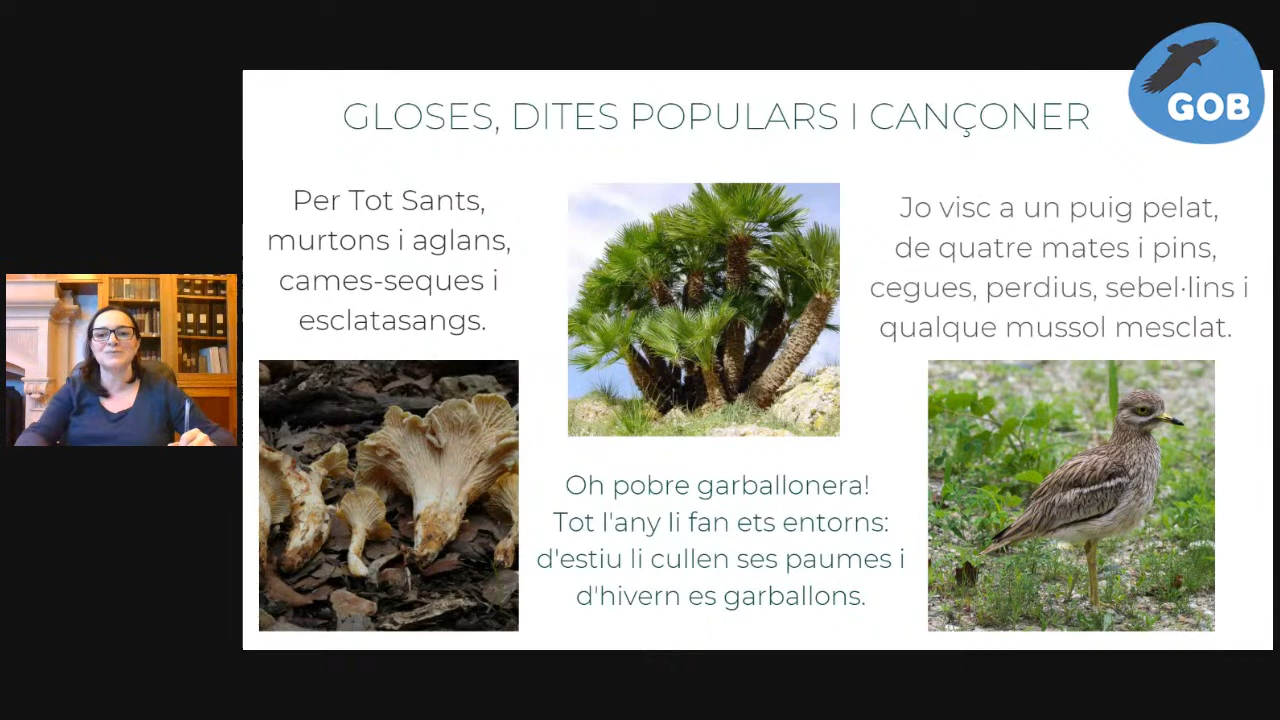 GOB
GLOSES, DITES POPULARS I CANÇONER
Per Tot Sants,
murtons i aglans,
cames-seques i
esclatasangs.
Oh pobre garballonera!
Tot l'any li fan ets entorns:
d'estiu li cullen ses paumes i
d'hivern es garballons.
Jo visc a un puig pelat,
de quatre mates i pins,
cegues, perdius, sebel·lins i
qualque mussol mesclat.